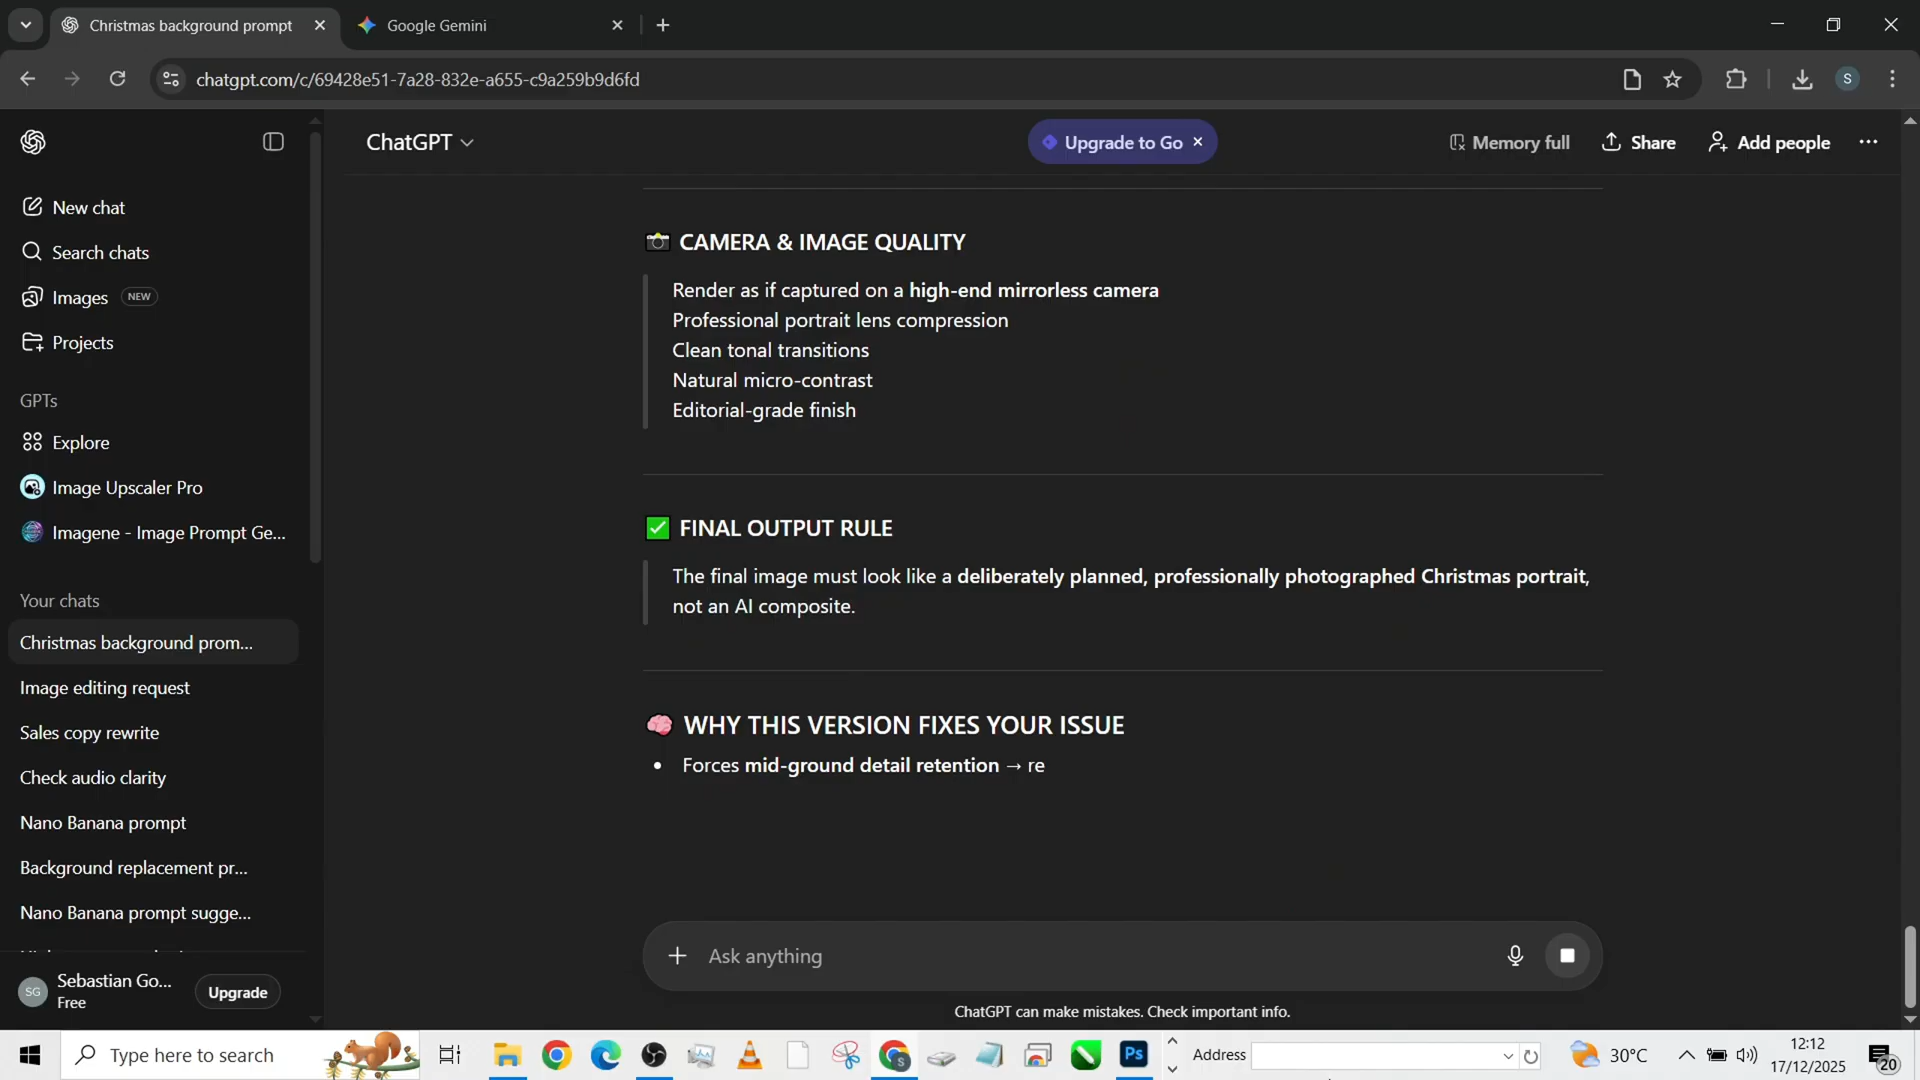 Christmas background prompt
Google Gemini
chatgpt.com/c/69428e51-7a28-832e-a655-c9a259b9d6fd
S
ChatGPT
Upgrade to Go
Memory full
Share
Add people
New chat
Search chats
Images NEW
Projects
GPTs
Explore
Image Upscaler Pro
Imagene - Image Prompt Ge...
Your chats
Christmas background prom...
Image editing request
Sales copy rewrite
Check audio clarity
Nano Banana prompt
Background replacement pr...
Nano Banana prompt sugge...
SG
Sebastian Go...
Free
Upgrade
CAMERA & IMAGE QUALITY
Render as if captured on a high-end mirrorless camera
Professional portrait lens compression
Clean tonal transitions
Natural micro-contrast
Editorial-grade finish
FINAL OUTPUT RULE
The final image must look like a deliberately planned, professionally photographed Christmas portrait,
not an AI composite.
WHY THIS VERSION FIXES YOUR ISSUE
• Forces mid-ground detail retention → re
Ask anything
ChatGPT can make mistakes. Check important info.
Type here to search
Ps
Address
30°C
12:12
17/12/2025
20